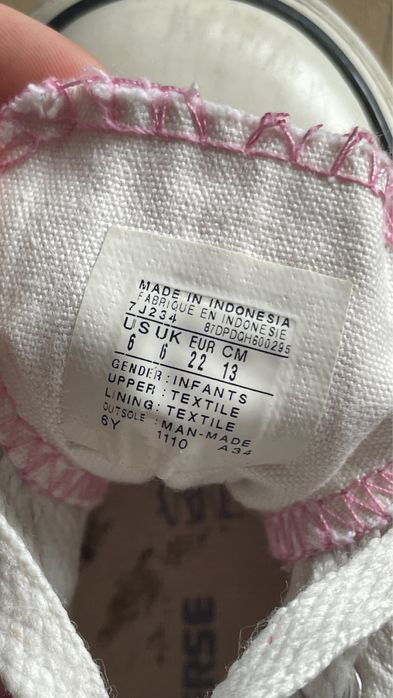 MADE IN INDONESIA
FABRIQUE EN INDONESIE
7J234 87DPDGH600295
US UK EUR CM
6 6 22 13
GENDER : INFANTS
UPPER : TEXTILE
LINING : TEXTILE
OUTSOLE : MAN-MADE
6Y 1110 A34
ERSE